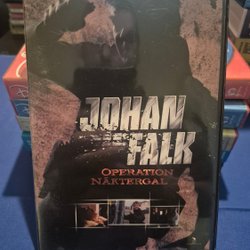 JOHAN
FALK
OPERATION
NÄKTERGAL